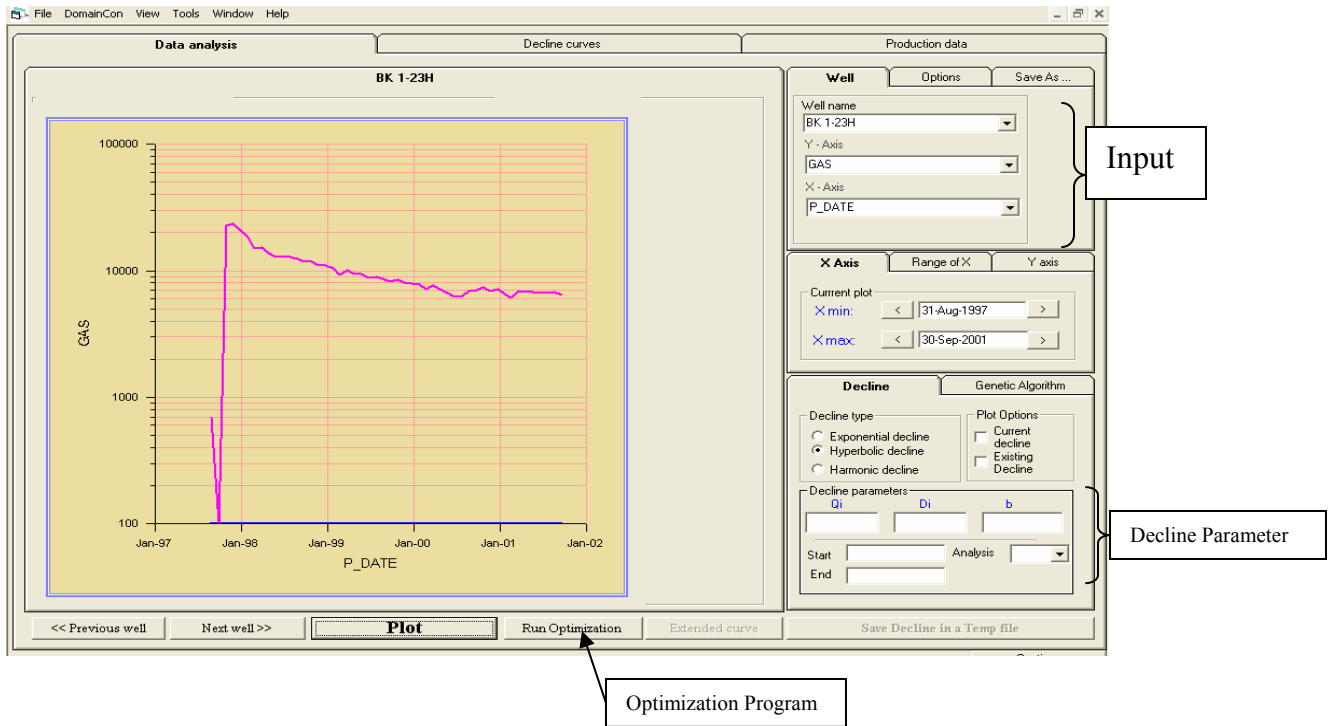 File DomainCon View Tools Window Help
Data analysis Decline curves Production data
BK 1-23H
100000
10000
1000
100
GAS
Jan-97 Jan-98 Jan-99 Jan-00 Jan-01 Jan-02
P_DATE
Well Options Save As ...
Well name
BK 1-23H
Y - Axis
GAS
X - Axis
P_DATE
Input
X Axis Range of X Y axis
Currrent plot
X min: < 31-Aug-1997 >
X max: < 30-Sep-2001 >
Decline Genetic Algorithm
Decline type
Exponential decline
Hyperbolic decline
Harmonic decline
Plot Options
Current
decline
Existing
Decline
Decline parameters
Qi Di b
Start Analysis
End
Decline Parameter
<< Previous well Next well >> Plot Run Optimization Extended curve Save Decline in a Temp file
Optimization Program